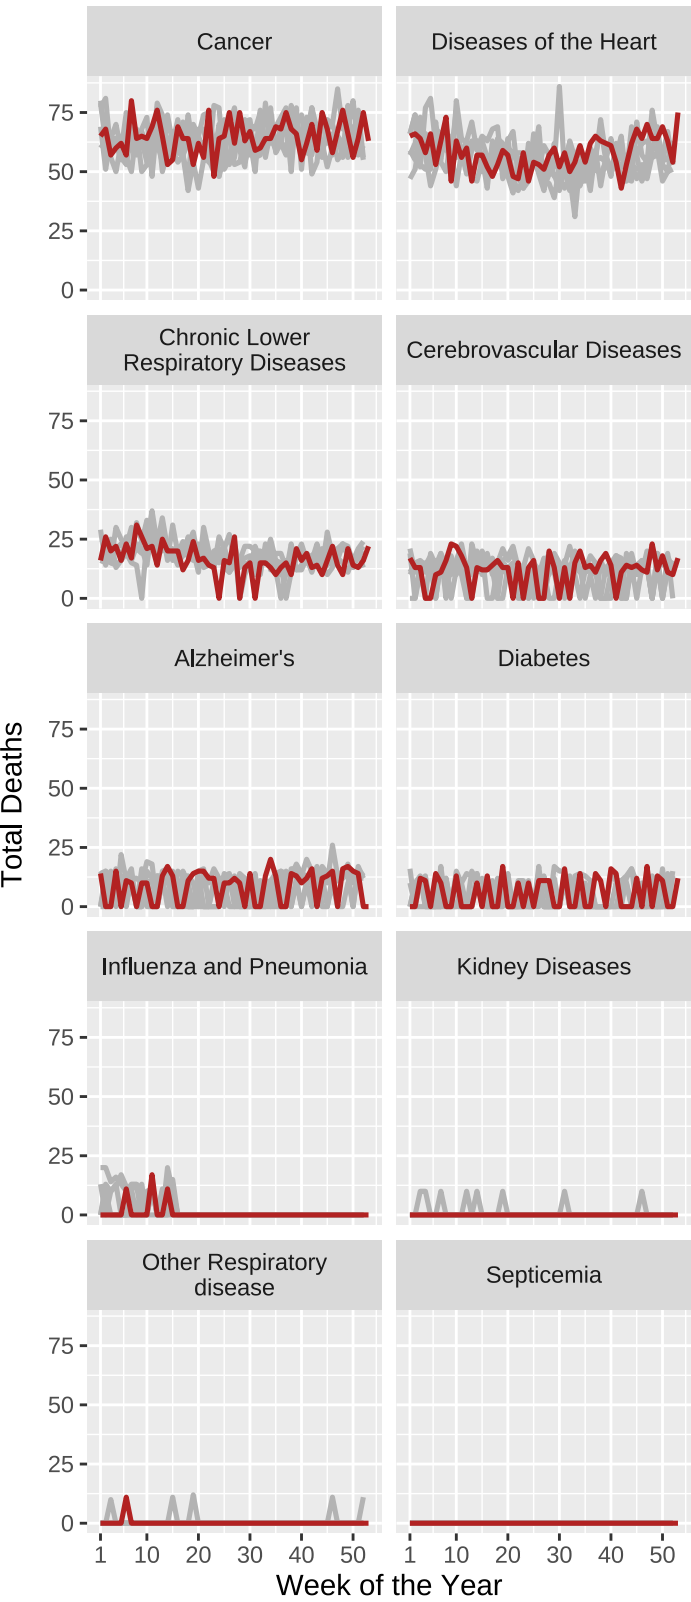 Cancer
Diseases of the Heart
75
50
25
0
Chronic Lower
Respiratory Diseases
Cerebrovascular Diseases
75
50
25
0
Alzheimer's
Diabetes
75
50
25
0
Total Deaths
Influenza and Pneumonia
Kidney Diseases
75
50
25
0
Other Respiratory
disease
Septicemia
75
50
25
0
1 10 20 30 40 50
1 10 20 30 40 50
Week of the Year